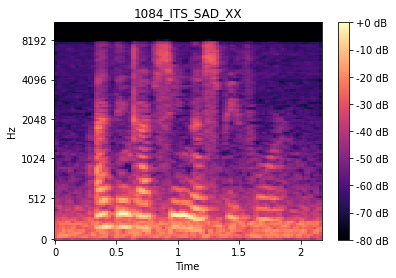 1084_ITS_SAD_XX
+0 dB
8192
-10 dB
4096
-20 dB
-30 dB
2048
Hz
-40 dB
1024
-50 dB
512
-60 dB
-70 dB
0
-80 dB
0
0.5
1
1.5
2
Time